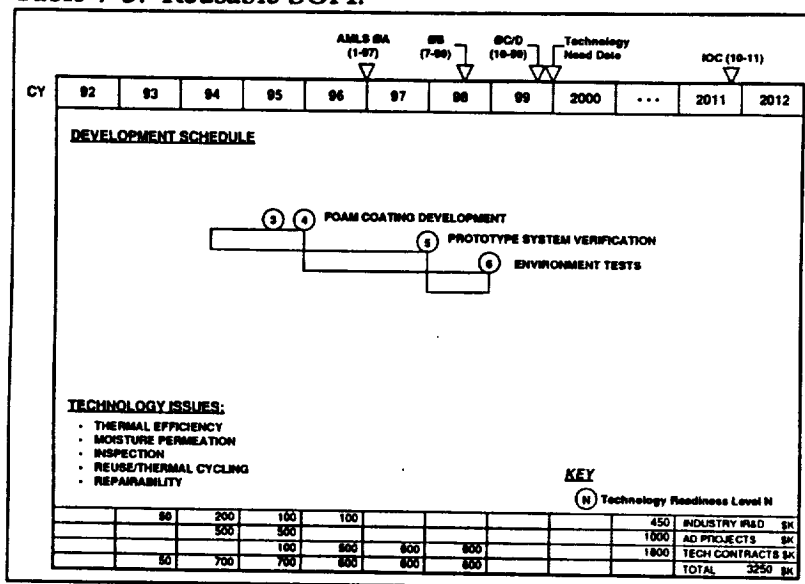 Reusable SOFI.
AMLS ØA ØB ØC/D Technology
(1-97) (7-98) (10-99) Need Date IOC (10-11)
CY 92 93 94 95 96 97 98 99 2000 • • • 2011 2012
DEVELOPMENT SCHEDULE
3 4 FOAM COATING DEVELOPMENT
5 PROTOTYPE SYSTEM VERIFICATION
6 ENVIRONMENT TESTS
TECHNOLOGY ISSUES:
• THERMAL EFFICIENCY
• MOISTURE PERMEATION
• INSPECTION
• REUSE/THERMAL CYCLING
• REPAIRABILITY
KEY
N Technology Readiness Level N
50 200 100 100 450 INDUSTRY IR&D $K
500 500 1000 AD PROJECTS $K
100 500 600 600 1800 TECH CONTRACTS $K
50 700 700 600 600 600 TOTAL 3250 $K